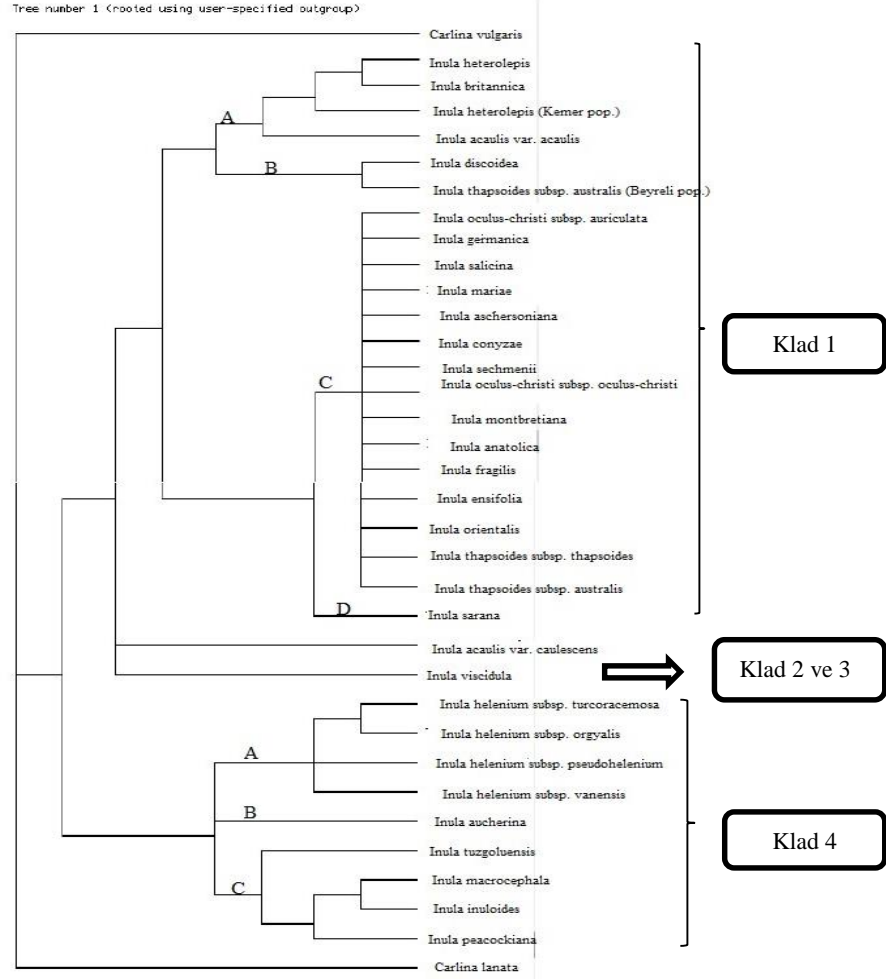 Tree number 1 (rooted using user-specified outgroup)
Carlina vulgaris
Inula heterolepis
Inula britannica
A
Inula heterolepis (Kemer pop.)
Inula acaulis var. acaulis
B
Inula discoidea
Inula thapsoides subsp. australis (Beyreli pop.)
Inula oculus-christi subsp. auriculata
Inula germanica
Inula salicina
Inula mariae
Inula aschersoniana
Klad 1
Inula conyzae
Inula sechmenii
C
Inula oculus-christi subsp. oculus-christi
Inula montbretiana
Inula anatolica
Inula fragilis
Inula ensifolia
Inula orientalis
Inula thapsoides subsp. thapsoides
Inula thapsoides subsp. australis
D
Inula sarana
Inula acaulis var. caulescens
Klad 2 ve 3
Inula viscidula
Inula helenium subsp. turcoracemosa
Inula helenium subsp. orgyalis
A
Inula helenium subsp. pseudohelenium
Inula helenium subsp. vanensis
B
Inula aucherina
Klad 4
Inula tuzgoluensis
C
Inula macrocephala
Inula inuloides
Inula peacockiana
Carlina lanata